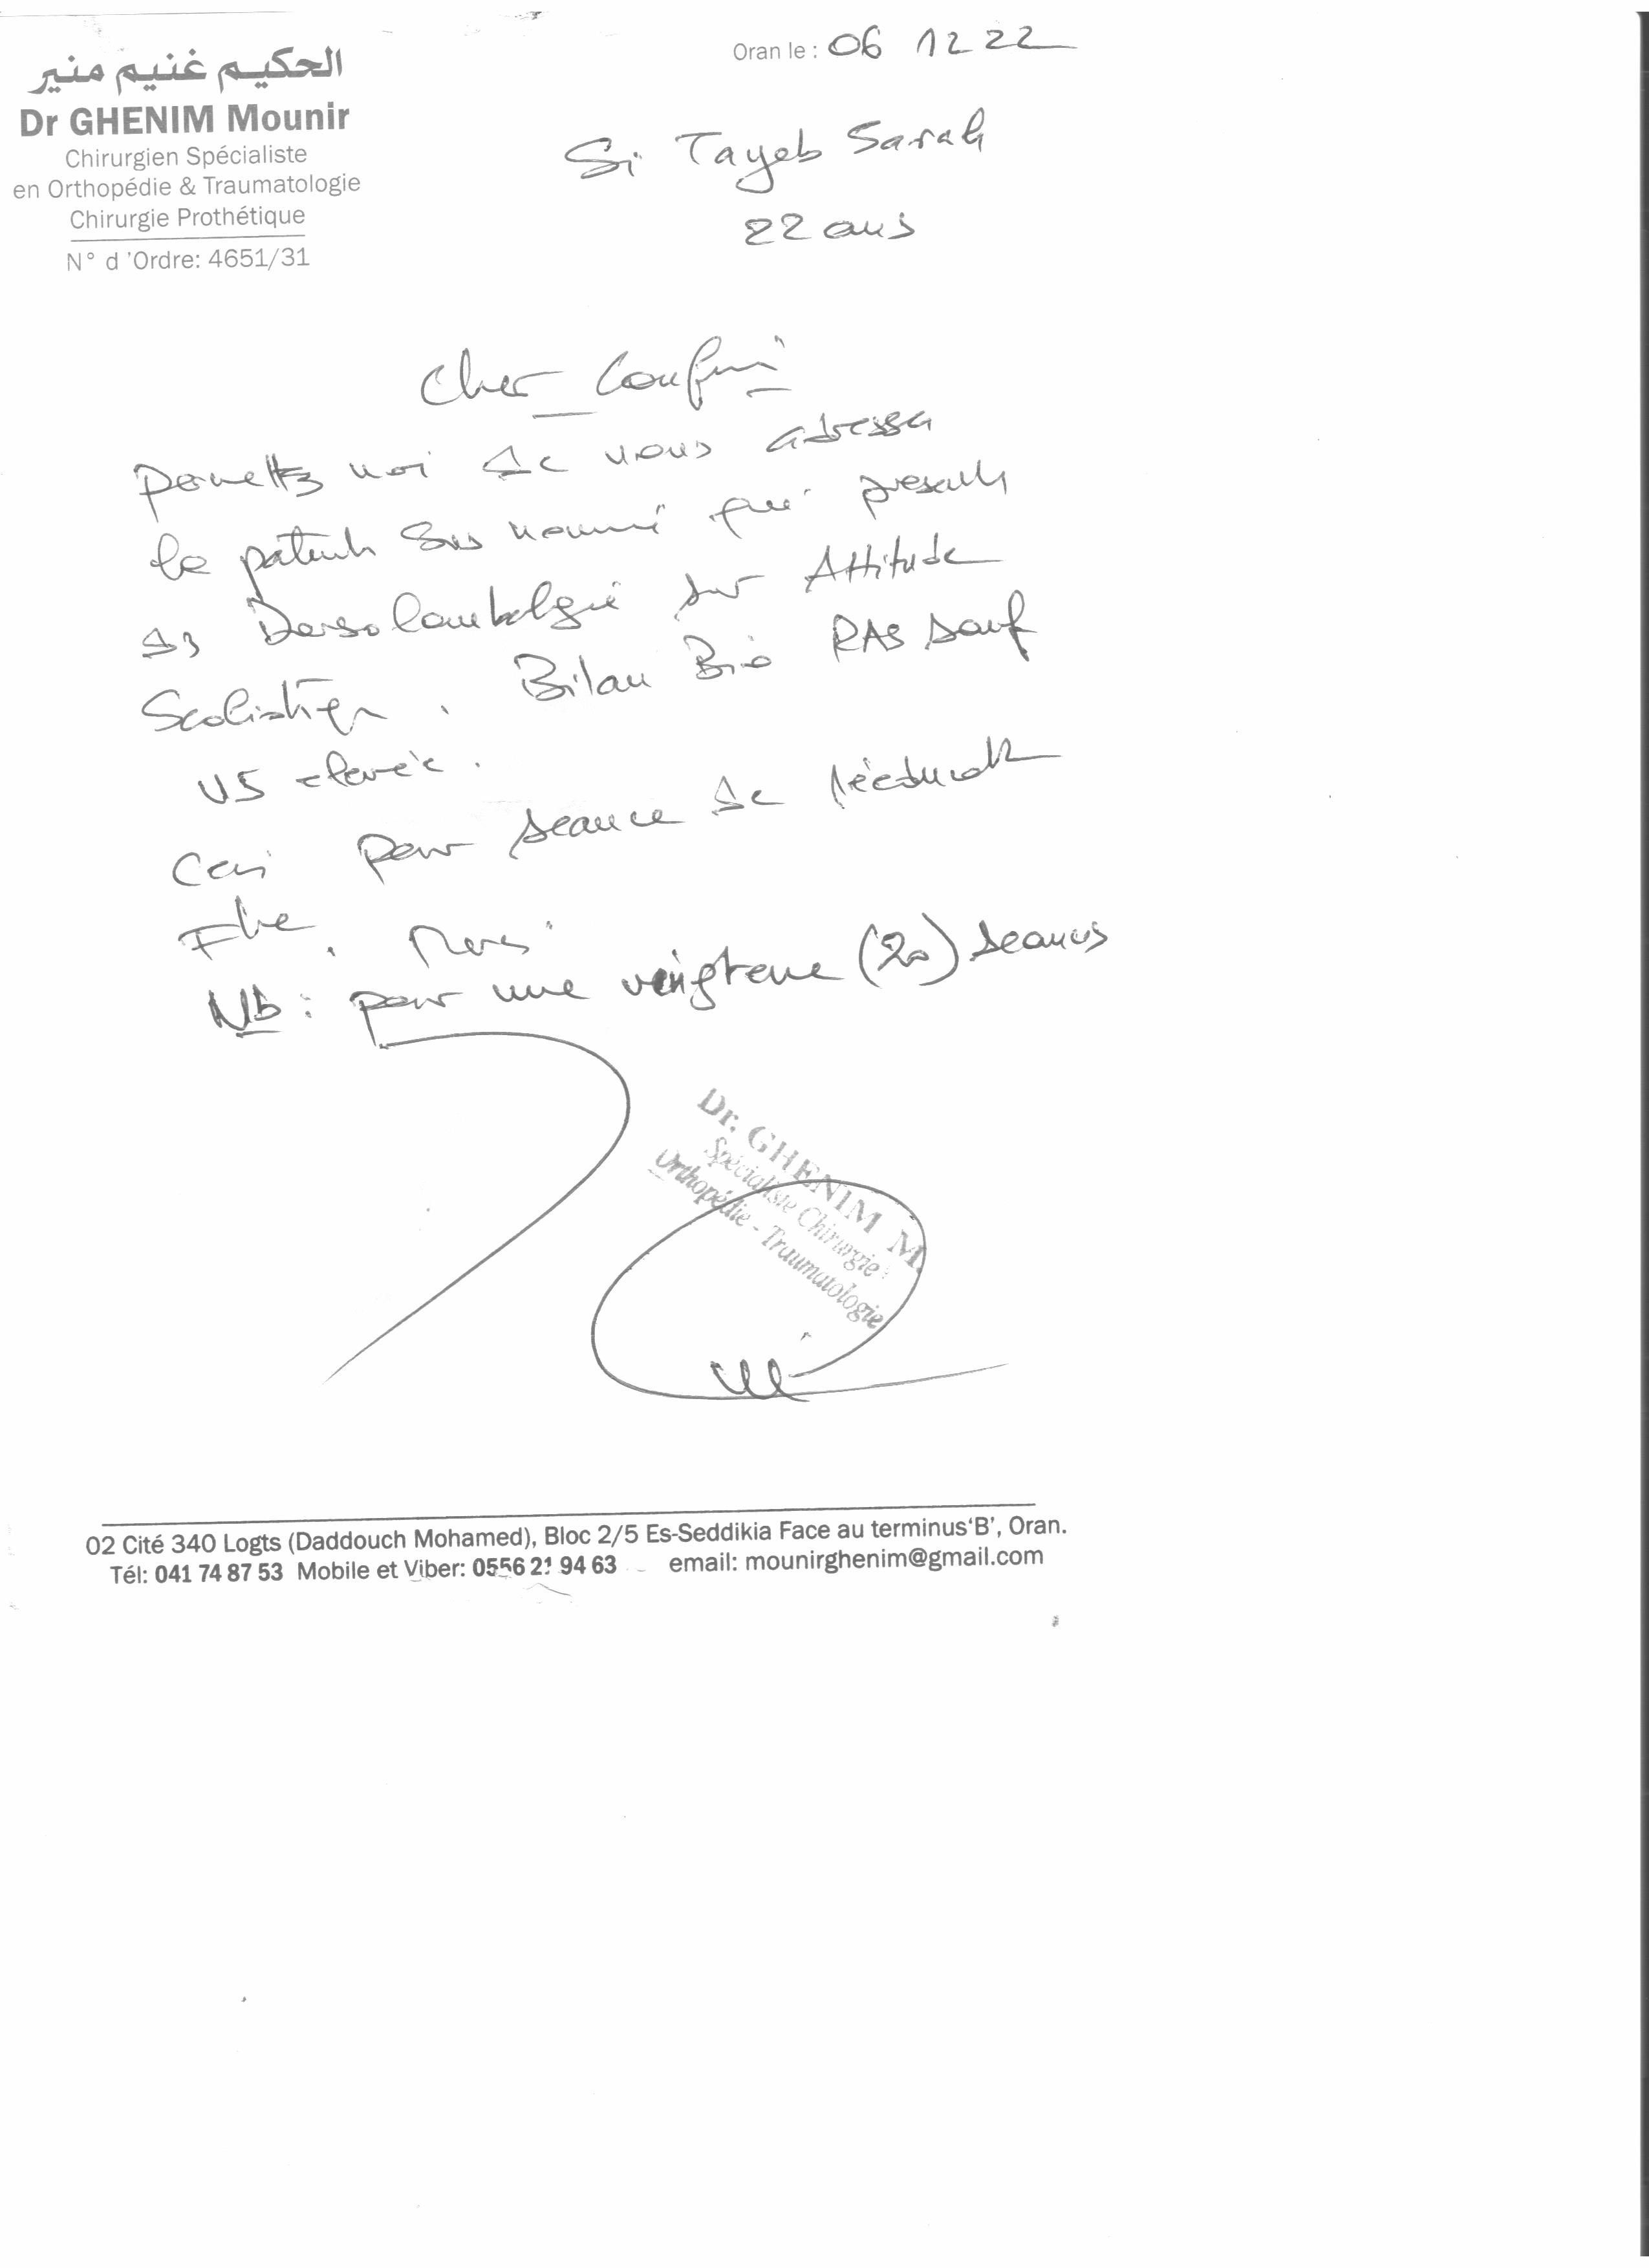 الحكيم غنيم منير
Dr GHENIM Mounir
Chirurgien Spécialiste
en Orthopédie & Traumatologie
Chirurgie Prothétique
N° d'Ordre: 4651/31
Oran le : 06 12 22
Si Tayeb Sarah
22 ans
Cher Confrère
Permettez moi de vous adresser
le patient sus nommé qui présente
des Dorsolombalgie sur Attitude
Scoliotique. Bilan Bio RAS sauf
VS élevée.
Ceci pour séance de rééducat
Flle. Merci
Nb: pour une veingtene (20) séances
Dr. GHENIM M.
Spécialiste Chirurgie
Orthopédie - Traumatologie
02 Cité 340 Logts (Daddouch Mohamed), Bloc 2/5 Es-Seddikia Face au terminus'B', Oran.
Tél: 041 74 87 53 Mobile et Viber: 0556 21 94 63 email: mounirghenim@gmail.com